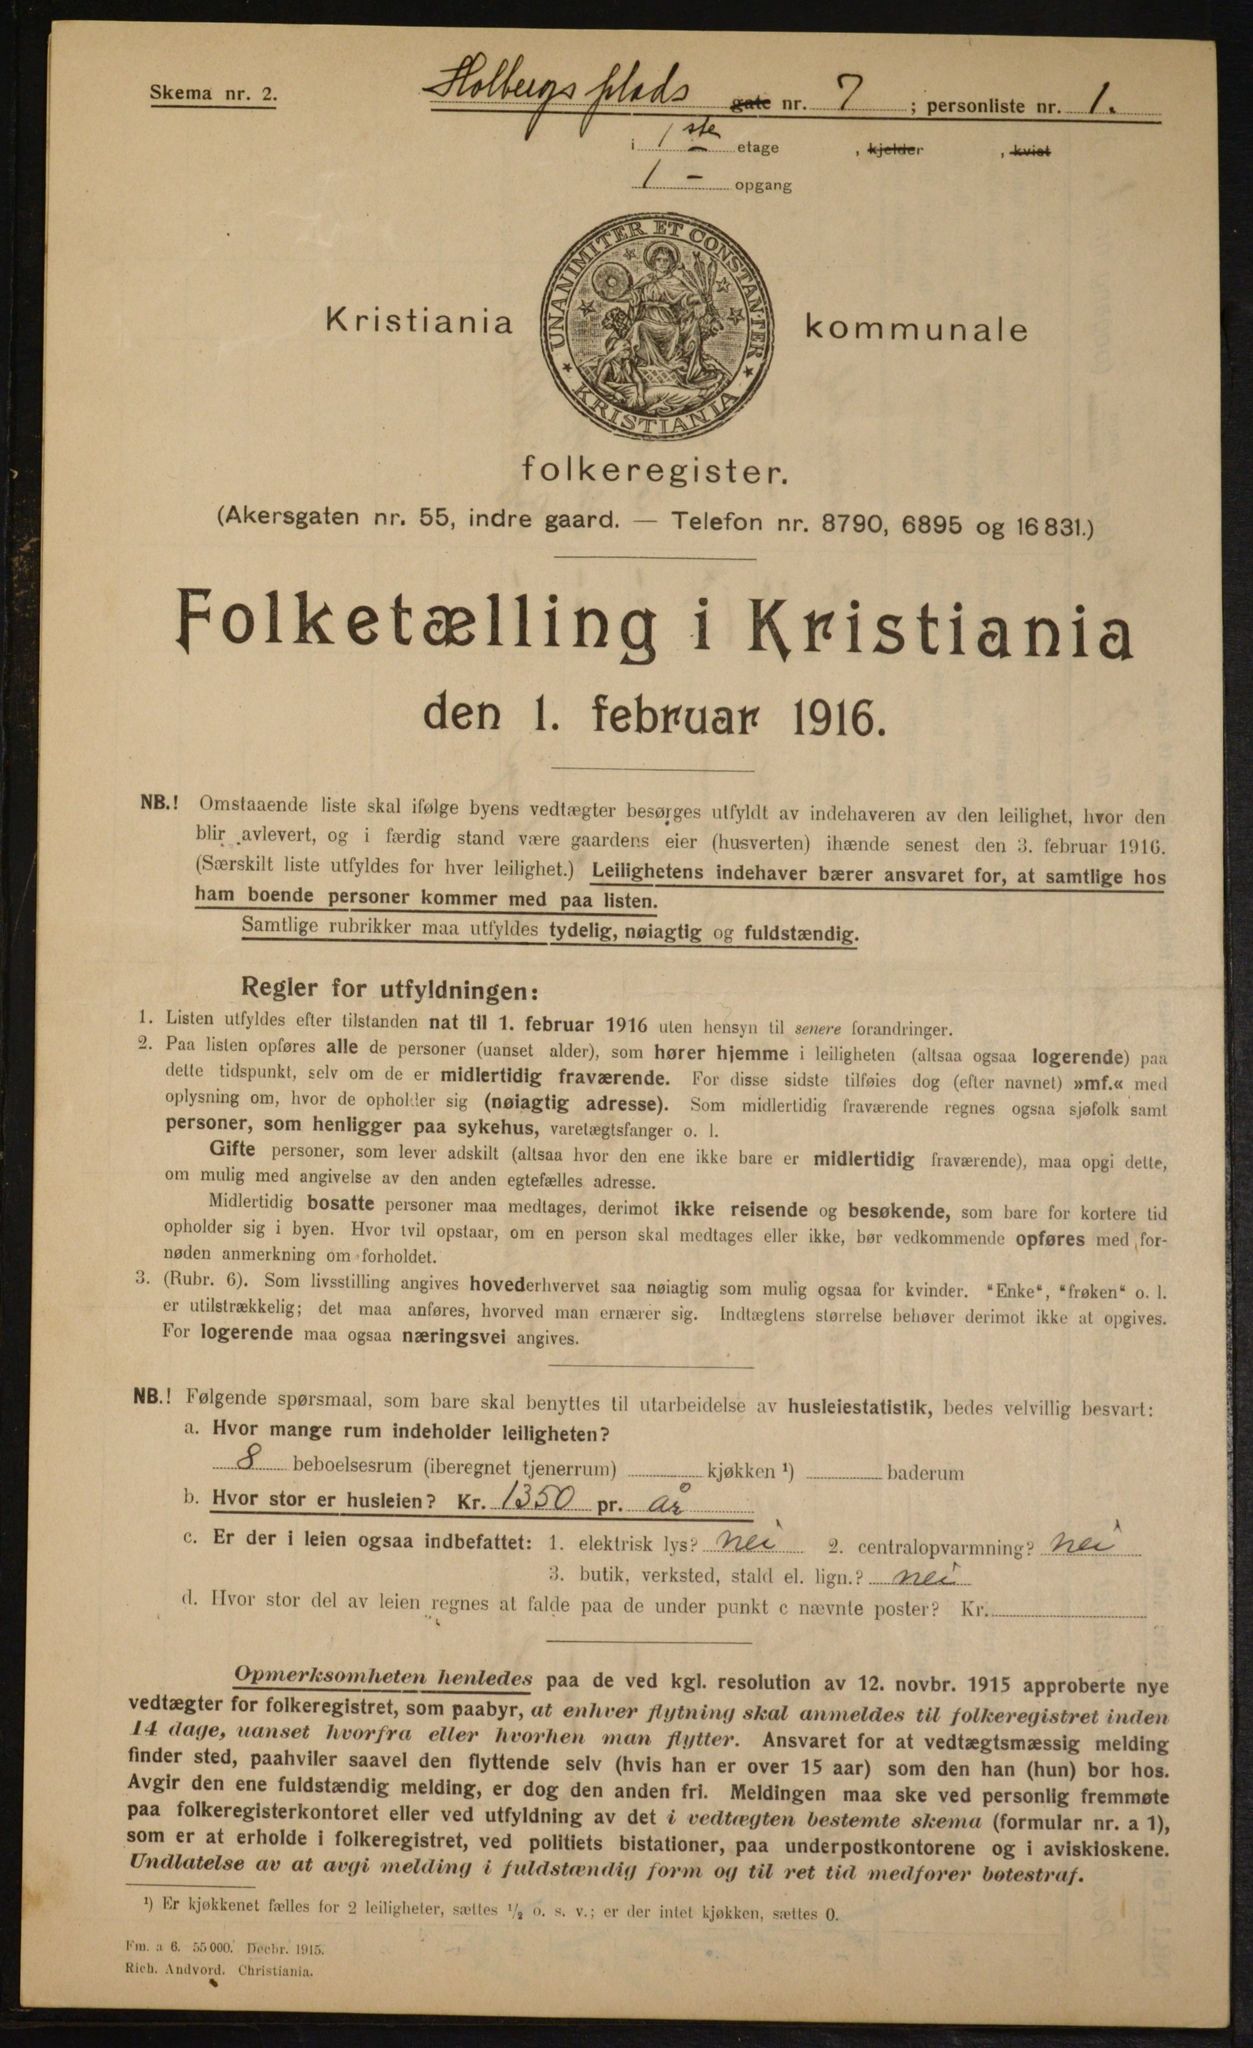 Skema nr. 2.
Holbergs plads gate nr. 7 ; personliste nr. 1.
i 1ste etage , kjelder , kvist
1 – opgang
UNANIMITER ET CONSTANTER
KRISTIANIA
Kristiania kommunale
folkeregister.
(Akersgaten nr. 55, indre gaard. — Telefon nr. 8790, 6895 og 16 831.)
Folketælling i Kristiania
den 1. februar 1916.
NB.! Omstaaende liste skal ifølge byens vedtægter besørges utfyldt av indehaveren av den leilighet, hvor den
blir avlevert, og i færdig stand være gaardens eier (husverten) ihænde senest den 3. februar 1916.
(Særskilt liste utfyldes for hver leilighet.) Leilighetens indehaver bærer ansvaret for, at samtlige hos
ham boende personer kommer med paa listen.
Samtlige rubrikker maa utfyldes tydelig, nøiagtig og fuldstændig.
Regler for utfyldningen:
1. Listen utfyldes efter tilstanden nat til 1. februar 1916 uten hensyn til senere forandringer.
2. Paa listen opføres alle de personer (uanset alder), som hører hjemme i leiligheten (altsaa ogsaa logerende) paa
dette tidspunkt, selv om de er midlertidig fraværende. For disse sidste tilføies dog (efter navnet) »mf.« med
oplysning om, hvor de opholder sig (nøiagtig adresse). Som midlertidig fraværende regnes ogsaa sjøfolk samt
personer, som henligger paa sykehus, varetægtsfanger o. l.
Gifte personer, som lever adskilt (altsaa hvor den ene ikke bare er midlertidig fraværende), maa opgi dette,
om mulig med angivelse av den anden egtefælles adresse.
Midlertidig bosatte personer maa medtages, derimot ikke reisende og besøkende, som bare for kortere tid
opholder sig i byen. Hvor tvil opstaar, om en person skal medtages eller ikke, bør vedkommende opføres med for-
nøden anmerkning om forholdet.
3. (Rubr. 6). Som livsstilling angives hovederhvervet saa nøiagtig som mulig ogsaa for kvinder. "Enke", "frøken" o. l.
er utilstrækkelig; det maa anføres, hvorved man ernærer sig. Indtægtens størrelse behøver derimot ikke at opgives.
For logerende maa ogsaa næringsvei angives.
NB.! Følgende spørsmaal, som bare skal benyttes til utarbeidelse av husleiestatistik, bedes velvillig besvart:
a. Hvor mange rum indeholder leiligheten?
8 beboelsesrum (iberegnet tjenerrum) kjøkken ¹) baderum
b. Hvor stor er husleien? Kr. 1350 pr. år
c. Er der i leien ogsaa indbefattet: 1. elektrisk lys? nei 2. centralopvarmning? nei
3. butik, verksted, stald el. lign.? nei
d. Hvor stor del av leien regnes at falde paa de under punkt c nævnte poster? Kr.
Opmerksomheten henledes paa de ved kgl. resolution av 12. novbr. 1915 approberte nye
vedtægter for folkeregistret, som paabyr, at enhver flytning skal anmeldes til folkeregistret inden
14 dage, uanset hvorfra eller hvorhen man flytter. Ansvaret for at vedtægtsmæssig melding
finder sted, paahviler saavel den flyttende selv (hvis han er over 15 aar) som den han (hun) bor hos.
Avgir den ene fuldstændig melding, er dog den anden fri. Meldingen maa ske ved personlig fremmøte
paa folkeregisterkontoret eller ved utfyldning av det i vedtægten bestemte skema (formular nr. a 1),
som er at erholde i folkeregistret, ved politiets bistationer, paa underpostkontorene og i aviskioskene.
Undlatelse av at avgi melding i fuldstændig form og til ret tid medfører bøtestraf.
¹) Er kjøkkenet fælles for 2 leiligheter, sættes ½ o. s. v.; er der intet kjøkken, sættes 0.
Fm. a 6. 55 000. Decbr. 1915.
Rich. Andvord. Christiania.